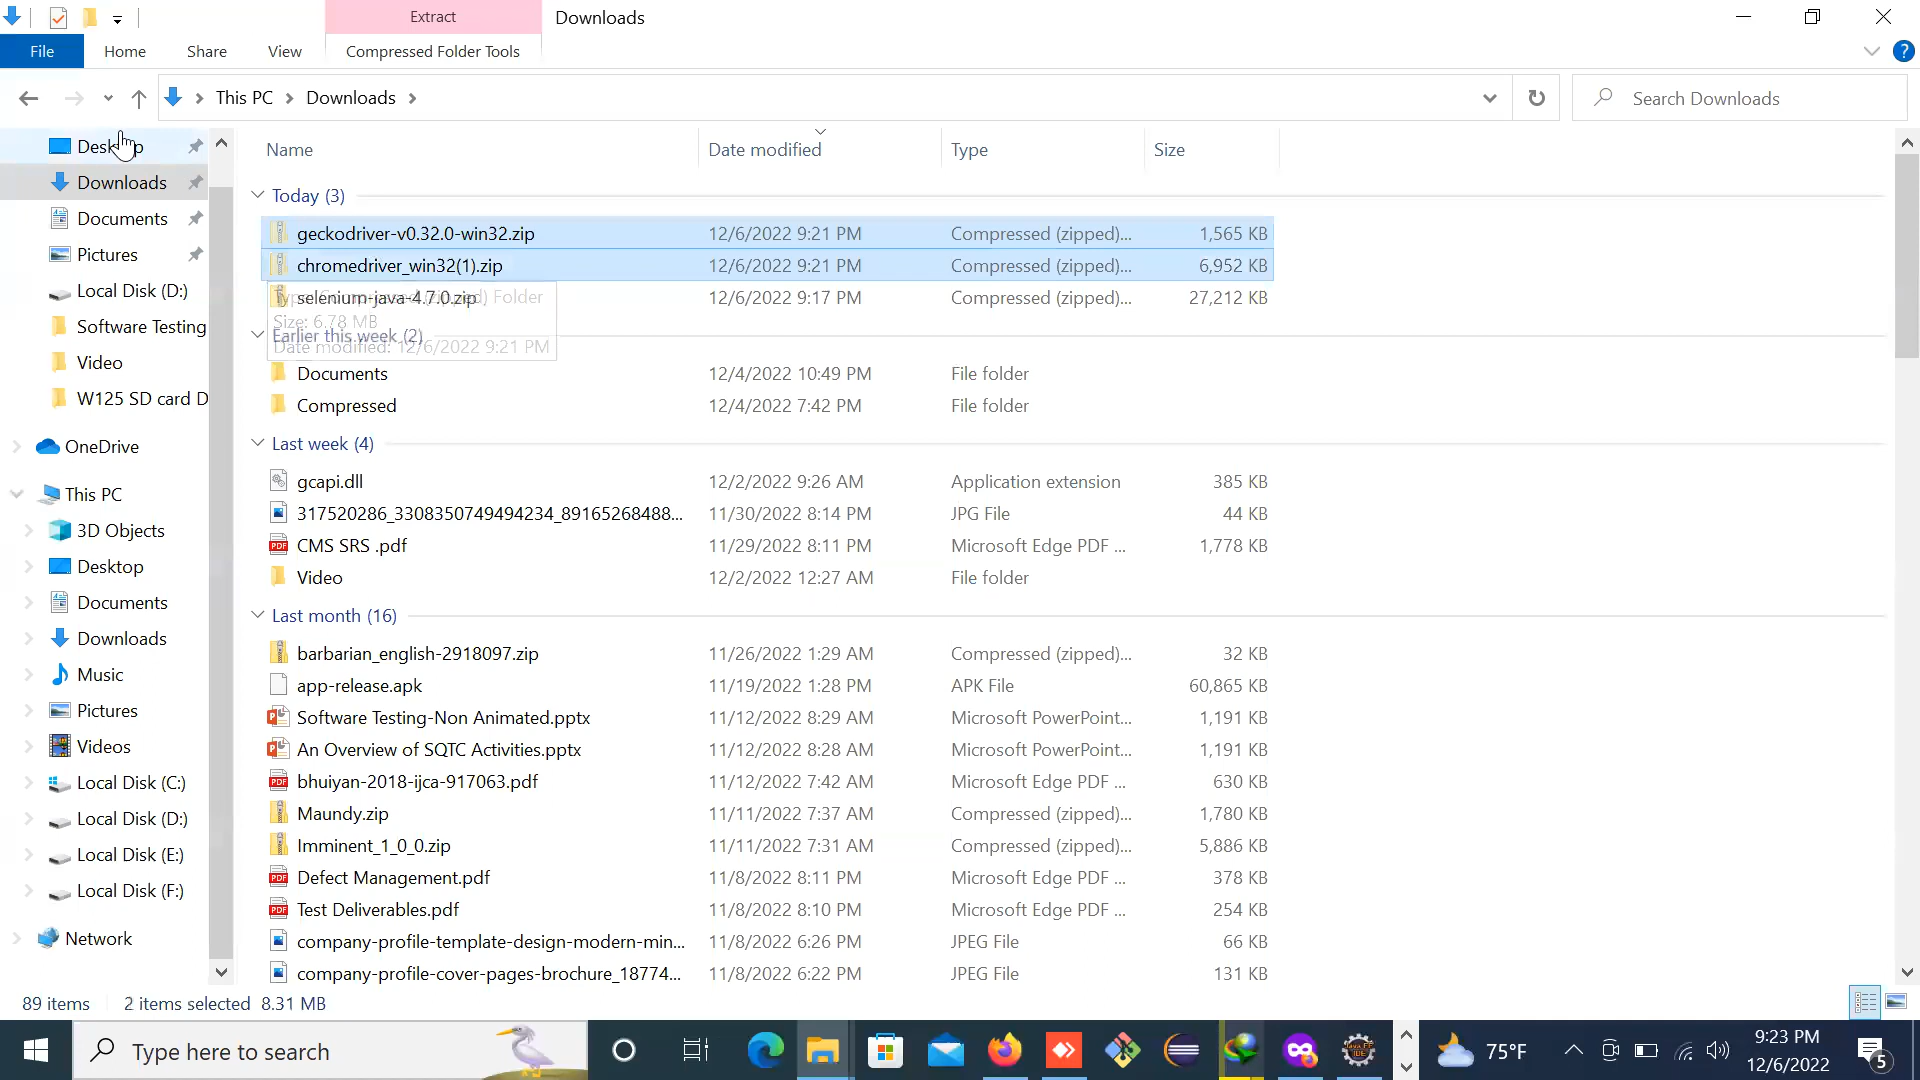 Extract
Downloads
File
Home
Share
View
Compressed Folder Tools
This PC
Downloads
Search Downloads
Desktop
Downloads
Documents
Pictures
Local Disk (D:)
Software Testing
Video
W125 SD card D
OneDrive
This PC
3D Objects
Desktop
Documents
Downloads
Music
Pictures
Videos
Local Disk (C:)
Local Disk (D:)
Local Disk (E:)
Local Disk (F:)
Network
Name Date modified Type Size
Today (3)
geckodriver-v0.32.0-win32.zip 12/6/2022 9:21 PM Compressed (zipped)... 1,565 KB
chromedriver_win32(1).zip 12/6/2022 9:21 PM Compressed (zipped)... 6,952 KB
selenium-java-4.7.0.zip 12/6/2022 9:17 PM Compressed (zipped)... 27,212 KB
Folder
Size: 6.78 MB
Date modified: 12/6/2022 9:21 PM
Earlier this week (2)
Documents 12/4/2022 10:49 PM File folder
Compressed 12/4/2022 7:42 PM File folder
Last week (4)
gcapi.dll 12/2/2022 9:26 AM Application extension 385 KB
317520286_3308350749494234_89165268488... 11/30/2022 8:14 PM JPG File 44 KB
CMS SRS .pdf 11/29/2022 8:11 PM Microsoft Edge PDF ... 1,778 KB
Video 12/2/2022 12:27 AM File folder
Last month (16)
barbarian_english-2918097.zip 11/26/2022 1:29 AM Compressed (zipped)... 32 KB
app-release.apk 11/19/2022 1:28 PM APK File 60,865 KB
Software Testing-Non Animated.pptx 11/12/2022 8:29 AM Microsoft PowerPoint... 1,191 KB
An Overview of SQTC Activities.pptx 11/12/2022 8:28 AM Microsoft PowerPoint... 1,191 KB
bhuiyan-2018-ijca-917063.pdf 11/12/2022 7:42 AM Microsoft Edge PDF ... 630 KB
Maundy.zip 11/11/2022 7:37 AM Compressed (zipped)... 1,780 KB
Imminent_1_0_0.zip 11/11/2022 7:31 AM Compressed (zipped)... 5,886 KB
Defect Management.pdf 11/8/2022 8:11 PM Microsoft Edge PDF ... 378 KB
Test Deliverables.pdf 11/8/2022 8:10 PM Microsoft Edge PDF ... 254 KB
company-profile-template-design-modern-min... 11/8/2022 6:26 PM JPEG File 66 KB
company-profile-cover-pages-brochure_18774... 11/8/2022 6:22 PM JPEG File 131 KB
89 items 2 items selected 8.31 MB
Type here to search
75°F
9:23 PM
12/6/2022
5